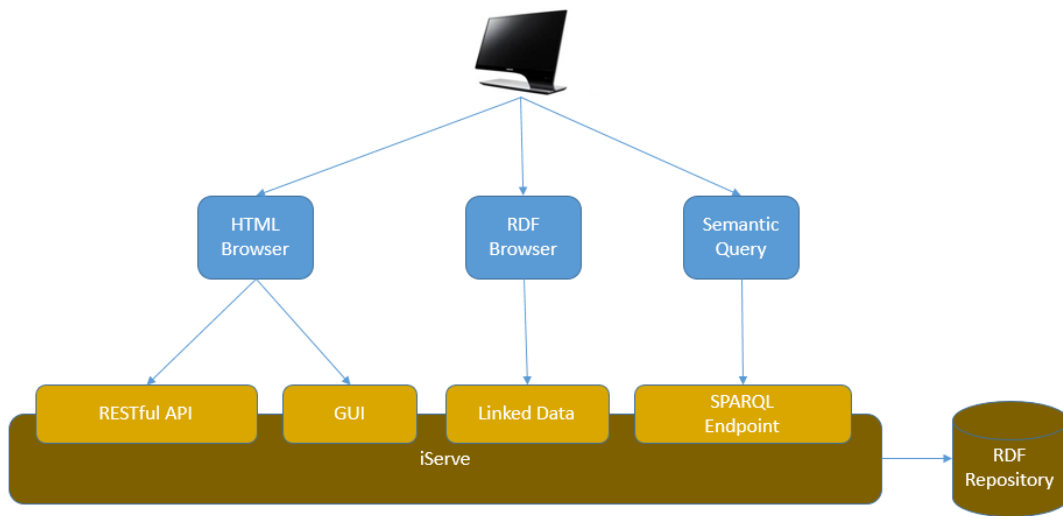 HTML
Browser
RDF
Browser
Semantic
Query
RESTful API
GUI
Linked Data
SPARQL
Endpoint
iServe
RDF
Repository